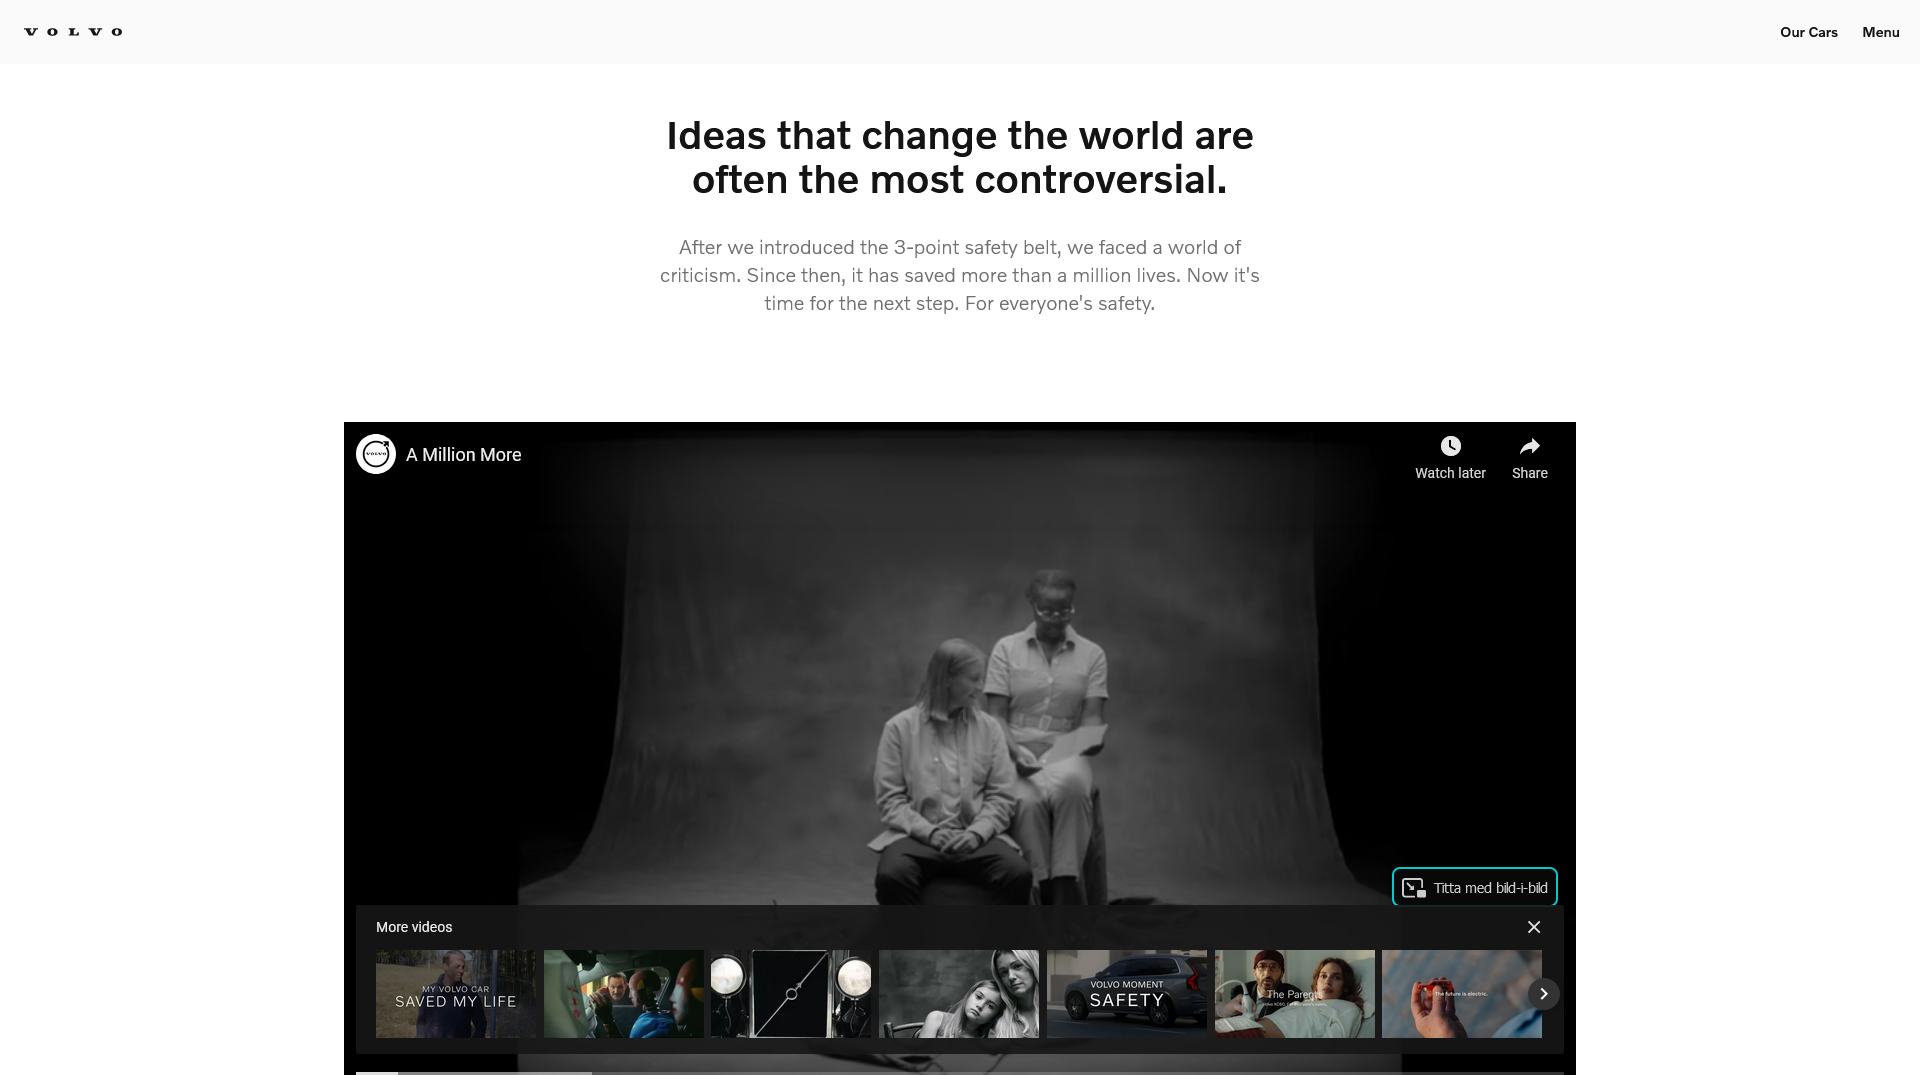 VOLVO
Our Cars
Menu
Ideas that change the world are
often the most controversial.
After we introduced the 3-point safety belt, we faced a world of
criticism. Since then, it has saved more than a million lives. Now it's
time for the next step. For everyone's safety.
VOLVO
A Million More
Watch later
Share
Titta med bild-i-bild
More videos
MY VOLVO CAR
SAVED MY LIFE
VOLVO MOMENT
SAFETY
The Parents
The future is electric.